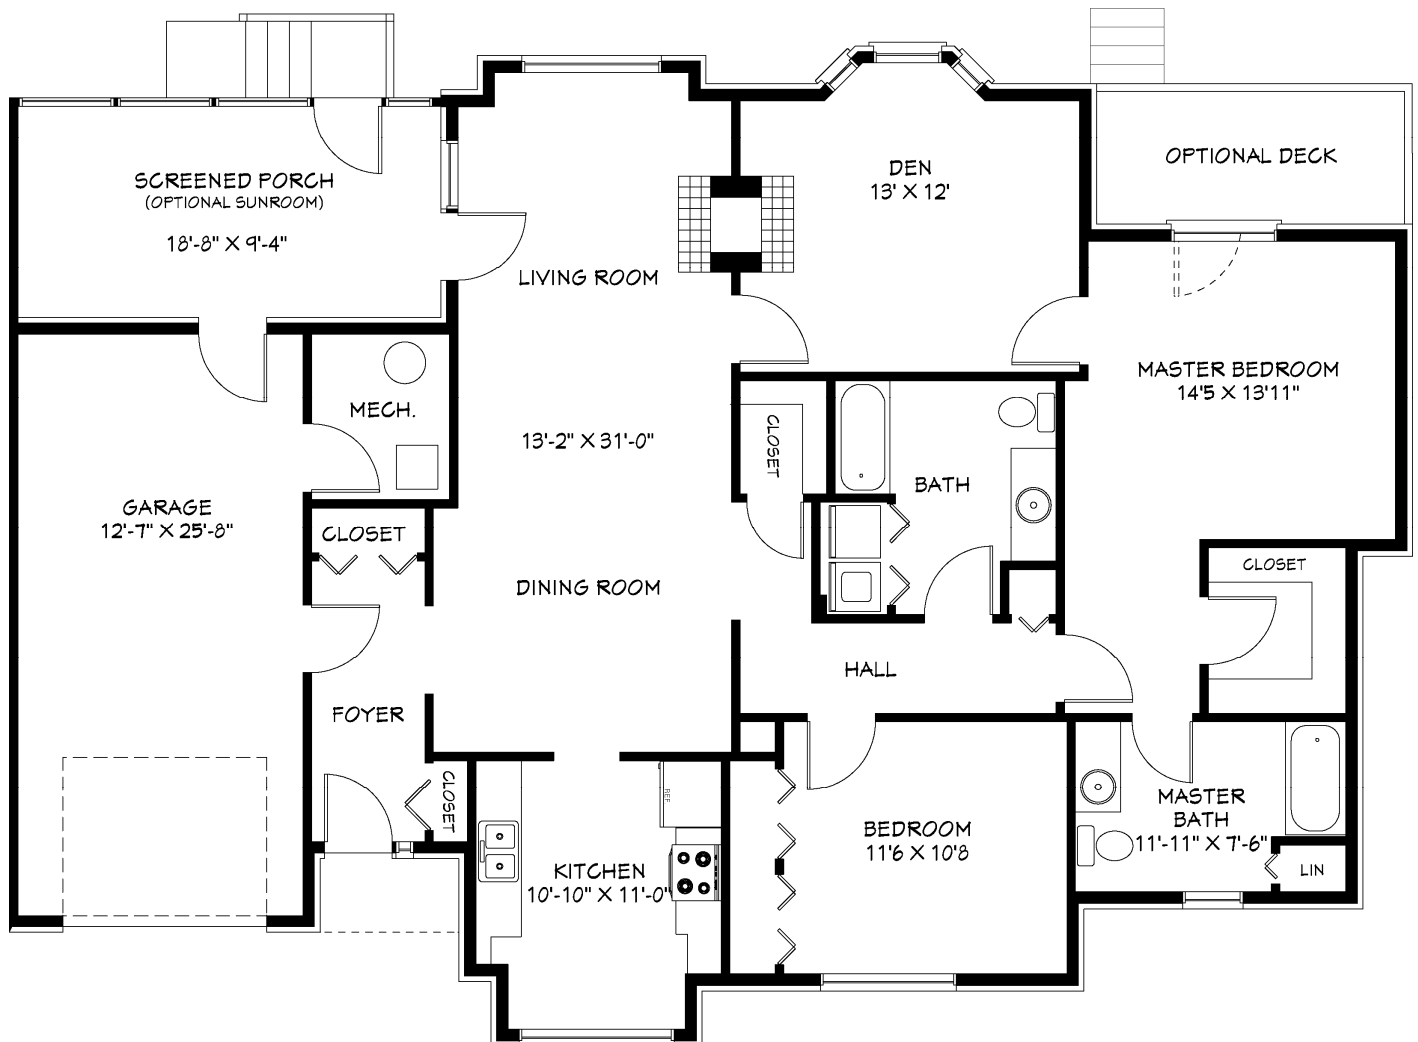 SCREENED PORCH
(OPTIONAL SUNROOM)
18'-8" X 9'-4"
LIVING ROOM
DEN
13' X 12'
OPTIONAL DECK
MASTER BEDROOM
14'5 X 13'11"
MECH.
13'-2" X 31'-0"
CLOSET
BATH
GARAGE
12'-7" X 25'-8"
CLOSET
DINING ROOM
CLOSET
HALL
FOYER
CLOSET
REF
KITCHEN
10'-10" X 11'-0"
BEDROOM
11'6 X 10'8
MASTER
BATH
11'-11" X 7'-6"
LIN